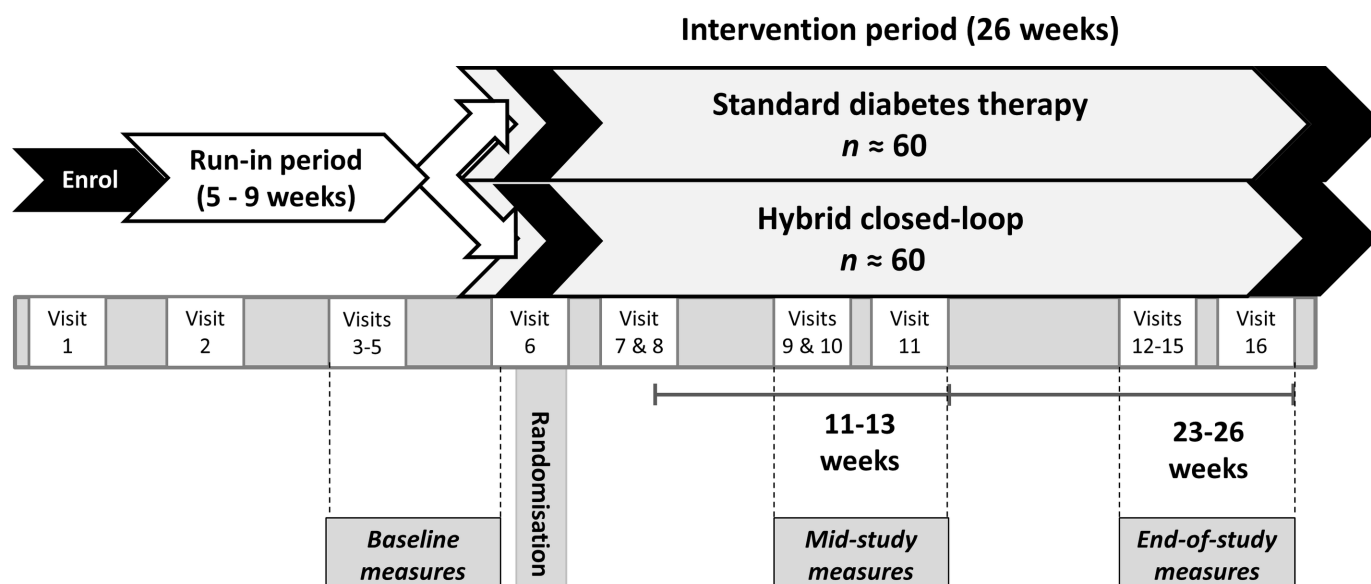 Intervention period (26 weeks)
Standard diabetes therapy
n ≈ 60
Enrol
Run-in period
(5 - 9 weeks)
Hybrid closed-loop
n ≈ 60
Visit
1
Visit
2
Visits
3-5
Visit
6
Visit
7 & 8
Visits
9 & 10
Visit
11
Visits
12-15
Visit
16
Randomisation
11-13
weeks
23-26
weeks
Baseline
measures
Mid-study
measures
End-of-study
measures